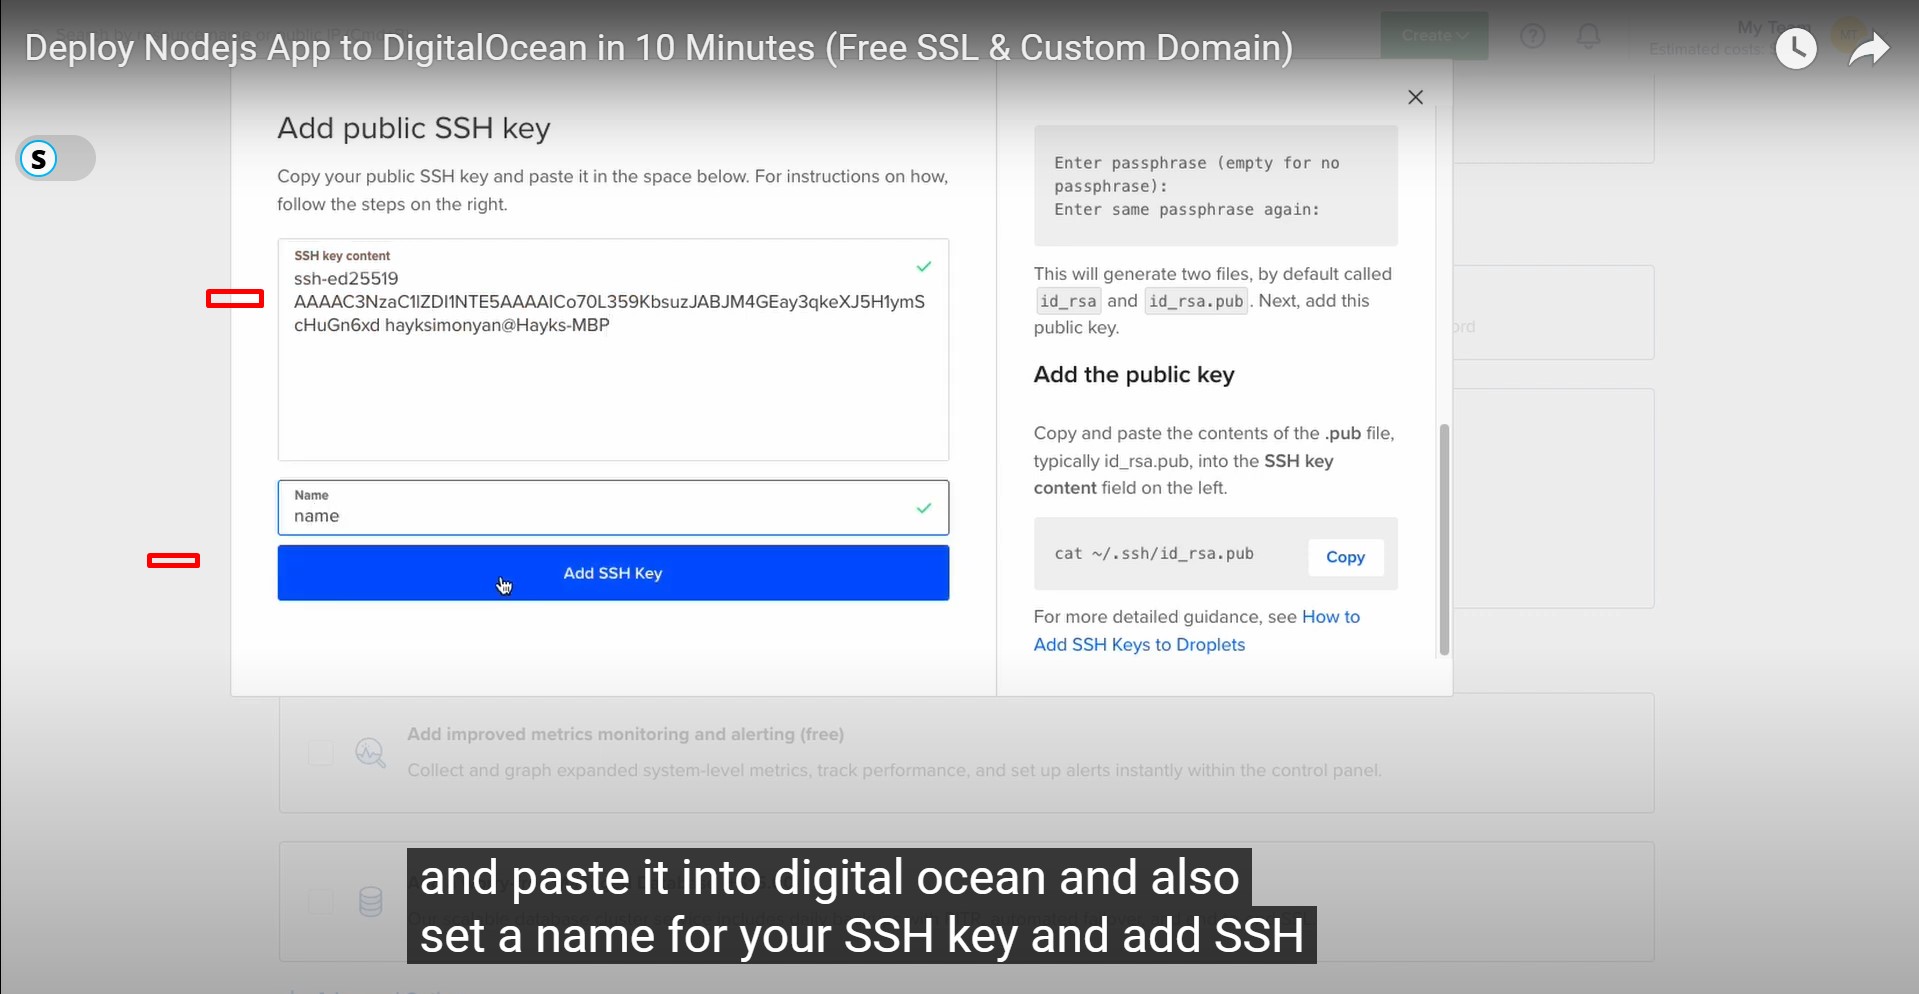 Deploy Nodejs App to DigitalOcean in 10 Minutes (Free SSL & Custom Domain)
Create
My Team
Estimated costs:
MT
S
Add public SSH key
Copy your public SSH key and paste it in the space below. For instructions on how,
follow the steps on the right.
SSH key content
ssh-ed25519
AAAAC3NzaC1lZDI1NTE5AAAAICo70L359KbsuzJABJM4GEay3qkeXJ5H1ymS
cHuGn6xd hayksimonyan@Hayks-MBP
Name
name
Add SSH Key
Enter passphrase (empty for no
passphrase):
Enter same passphrase again:
This will generate two files, by default called
id_rsa and id_rsa.pub. Next, add this
public key.
Add the public key
Copy and paste the contents of the .pub file,
typically id_rsa.pub, into the SSH key
content field on the left.
cat ~/.ssh/id_rsa.pub
Copy
For more detailed guidance, see How to
Add SSH Keys to Droplets
Add improved metrics monitoring and alerting (free)
Collect and graph expanded system-level metrics, track performance, and set up alerts instantly within the control panel.
and paste it into digital ocean and also
set a name for your SSH key and add SSH